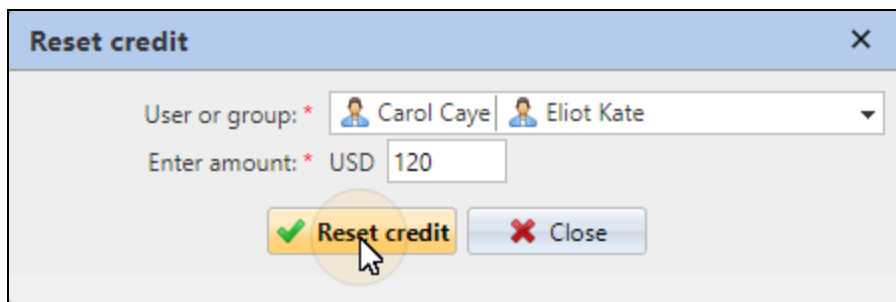 Reset credit
User or group: * Carol Caye Eliot Kate
Enter amount: * USD 120
Reset credit Close